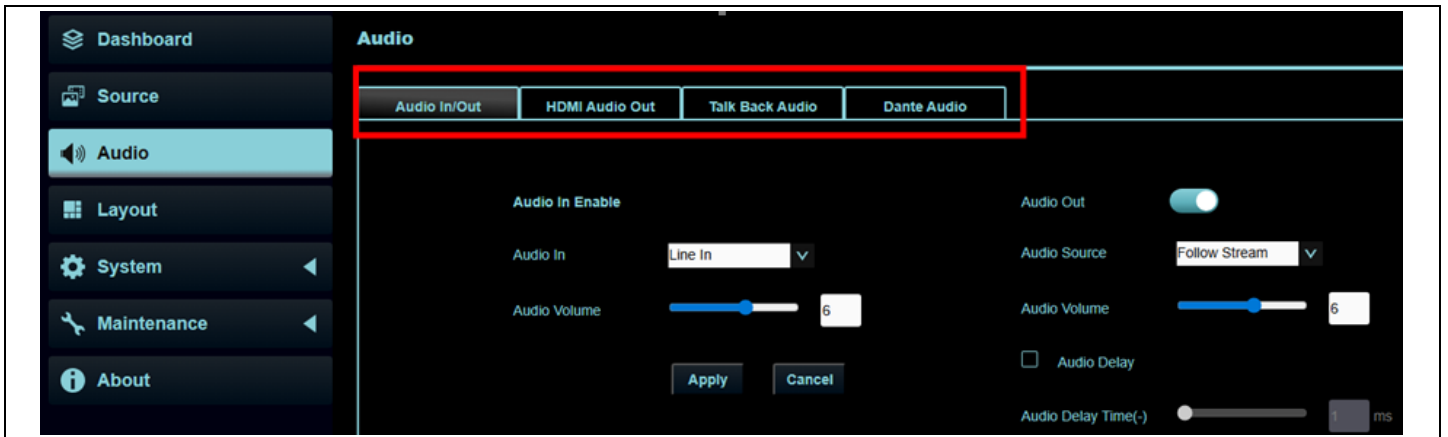 Dashboard
Source
Audio
Layout
System
Maintenance
About
Audio
Audio In/Out
HDMI Audio Out
Talk Back Audio
Dante Audio
Audio In Enable
Audio In
Line In
Audio Volume
6
Apply
Cancel
Audio Out
Audio Source
Follow Stream
Audio Volume
6
Audio Delay
Audio Delay Time(-)
1
ms